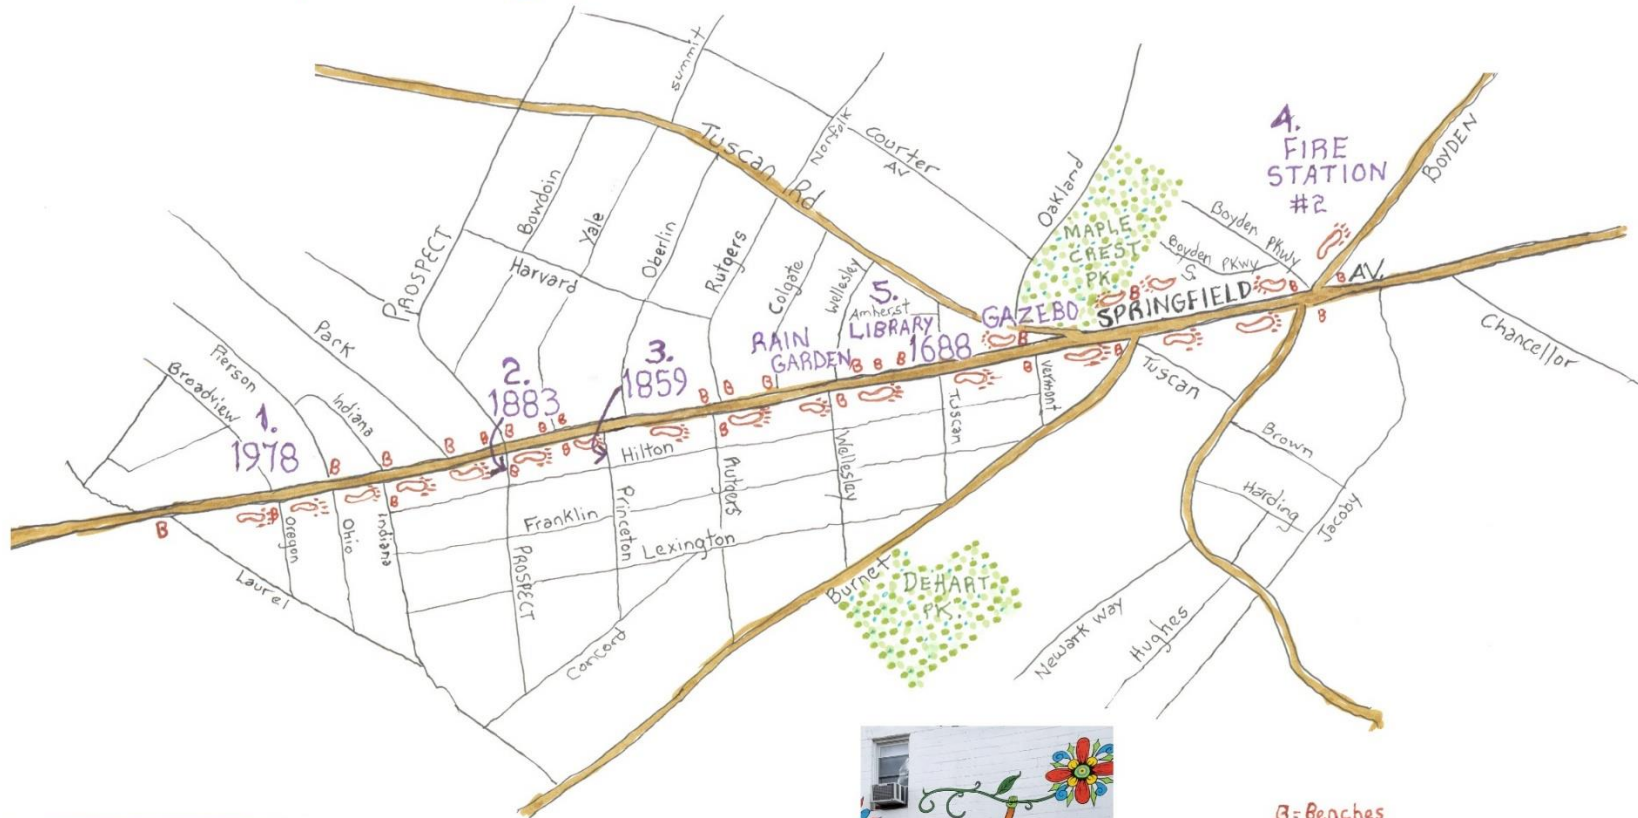 Summit
Tuscan Rd
Norfolk
Courter
AV
4.
FIRE
STATION
#2
BOYDEN
Oakland
MAPLE
CREST
PK.
Boyden PKwy
Boyden PKwy
S.
PROSPECT
Bowdoin
Yale
Oberlin
Rutgers
Harvard
Colgate
Wellesley
5.
Amherst
LIBRARY
1688
GAZEBO
SPRINGFIELD
AV.
RAIN
GARDEN
Chancellor
Park
Pierson
Broadview
Indiana
1.
1978
2.
1883
3.
1859
Vermont
Tuscan
Tuscan
Hilton
Rutgers
Wellesley
Brown
Harding
Jacoby
Oregon
Ohio
Indiana
Franklin
Princeton
Lexington
PROSPECT
Laurel
Concord
Burnet
DEHART
PK.
Newark Way
Hughes
B B B B B B B B B B B B B B B B B B B B B B B B B B B B
B=Benches